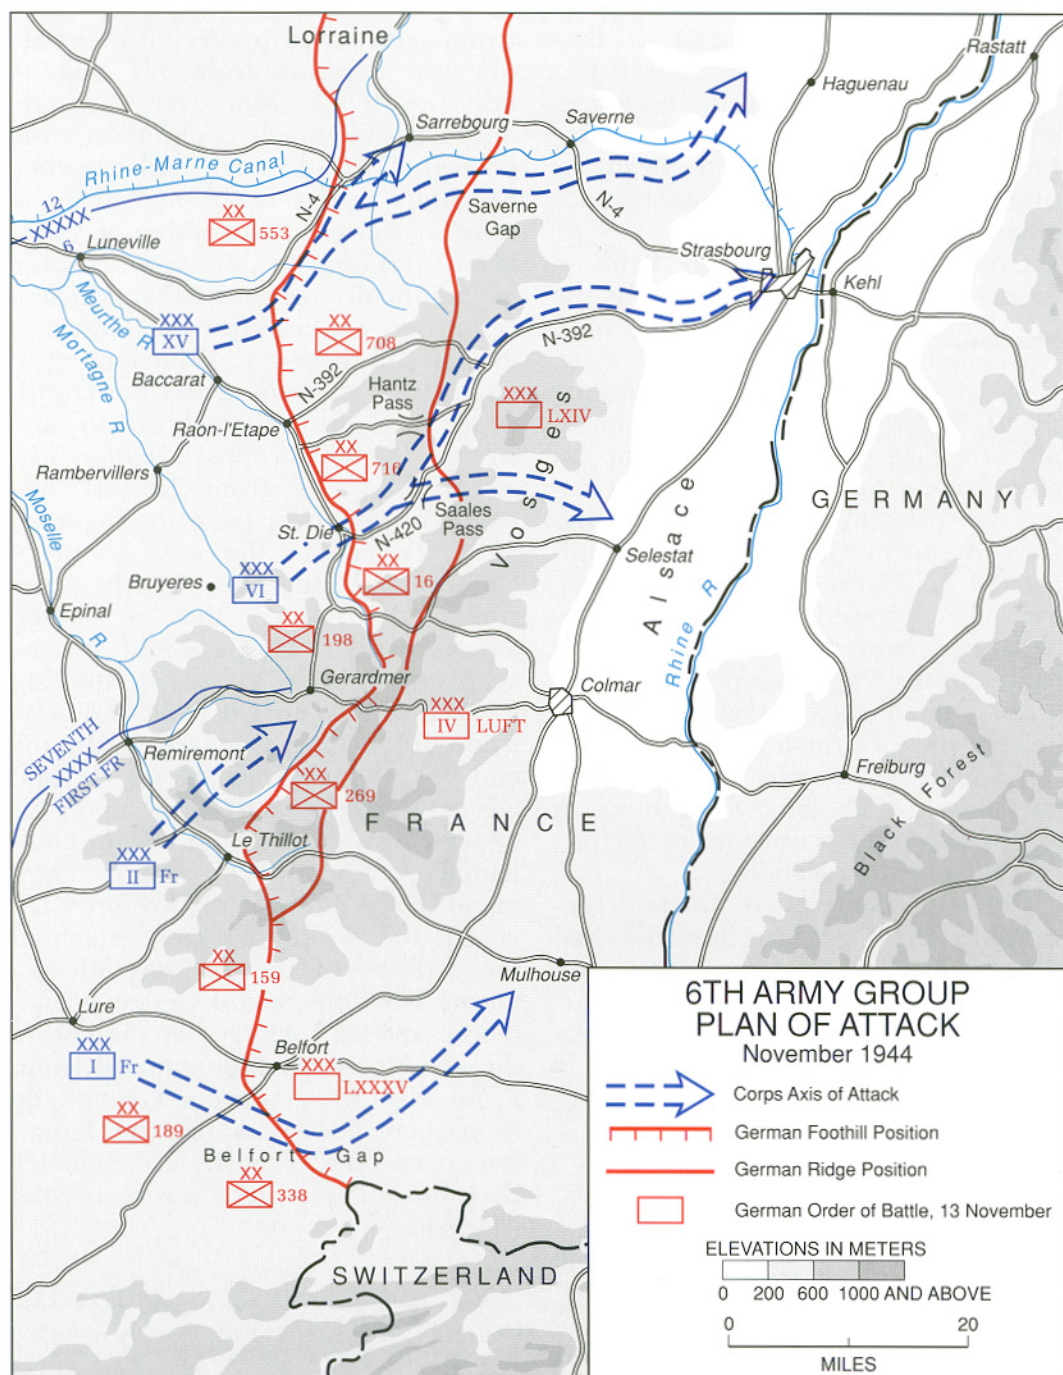 Lorraine
Rastatt
Haguenau
Sarrebourg
Saverne
Rhine-Marne Canal
12
XXXXX
6
N-4
XX
553
Saverne
Gap
N-4
Luneville
Strasbourg
Kehl
Meurthe R
XXX
XV
XX
708
Mortagne R
N-392
N-392
Baccarat
Hantz
Pass
XXX
LXIV
Raon-l'Etape
Vosges
Rambervillers
XX
716
GERMANY
Moselle R
Saales
Pass
St. Die
N-420
Alsace
Selestat
XXX
VI
Bruyeres
XX
16
Epinal
Rhine R
XX
198
Gerardmer
Colmar
XXX
IV
LUFT
SEVENTH
XXXX
FIRST FR
Remiremont
Freiburg
Black Forest
XX
269
FRANCE
Le Thillot
XXX
II
Fr
XX
159
Mulhouse
Lure
XXX
I
Fr
Belfort
XXX
LXXXV
XX
189
Belfort Gap
XX
338
SWITZERLAND
6TH ARMY GROUP
PLAN OF ATTACK
November 1944
Corps Axis of Attack
German Foothill Position
German Ridge Position
German Order of Battle, 13 November
ELEVATIONS IN METERS
0 200 600 1000 AND ABOVE
0 20
MILES